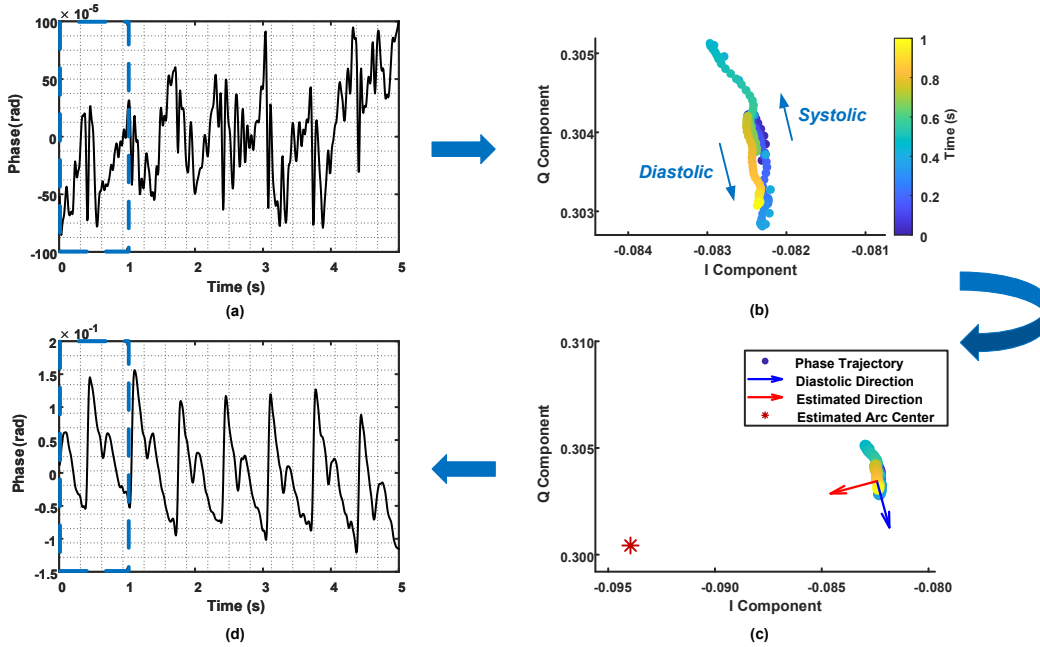 × 10^-5
100
50
0
-50
-100
Phase(rad)
0 1 2 3 4 5
Time (s)
(a)
0.305
0.304
0.303
Q Component
Systolic
Diastolic
-0.084 -0.083 -0.082 -0.081
I Component
1
0.8
0.6
0.4
0.2
0
Time (s)
(b)
× 10^-1
2
1.5
1
0.5
0
-0.5
-1
-1.5
Phase(rad)
0 1 2 3 4 5
Time (s)
(d)
0.310
0.305
0.300
Q Component
Phase Trajectory
Diastolic Direction
Estimated Direction
Estimated Arc Center
-0.095 -0.090 -0.085 -0.080
I Component
(c)